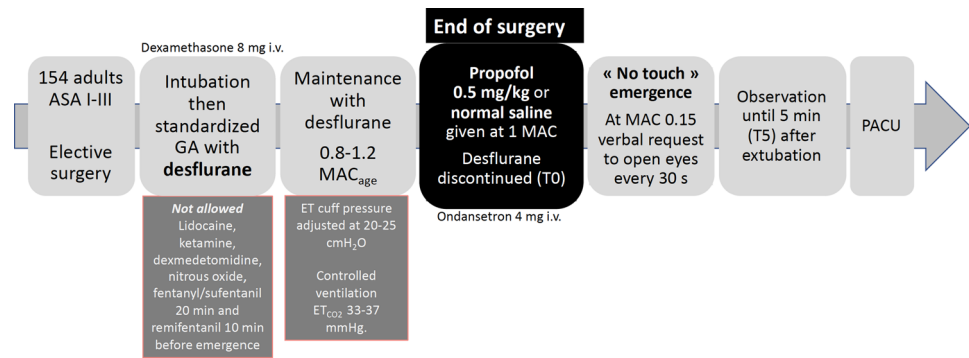 End of surgery
Dexamethasone 8 mg i.v.
154 adults
ASA I-III
Elective
surgery
Intubation
then
standardized
GA with
desflurane
Maintenance
with
desflurane
0.8-1.2
MACage
Propofol
0.5 mg/kg or
normal saline
given at 1 MAC
Desflurane
discontinued (T0)
« No touch »
emergence
At MAC 0.15
verbal request
to open eyes
every 30 s
Observation
until 5 min
(T5) after
extubation
PACU
Ondansetron 4 mg i.v.
Not allowed
Lidocaine,
ketamine,
dexmedetomidine,
nitrous oxide,
fentanyl/sufentanil
20 min and
remifentanil 10 min
before emergence
ET cuff pressure
adjusted at 20-25
cmH2O
Controlled
ventilation
ETCO2 33-37
mmHg.